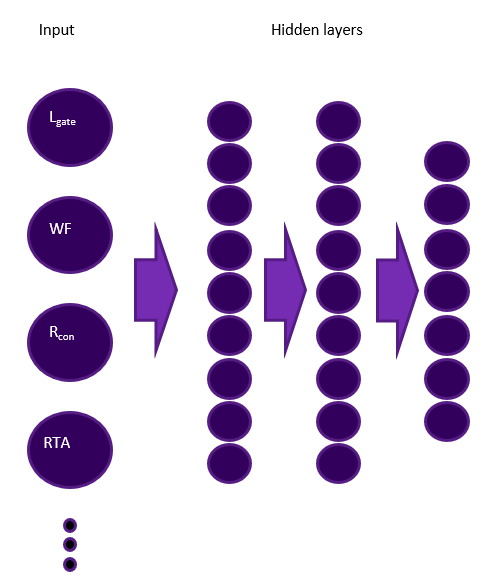 Input
Hidden layers
Lgate
WF
Rcon
RTA